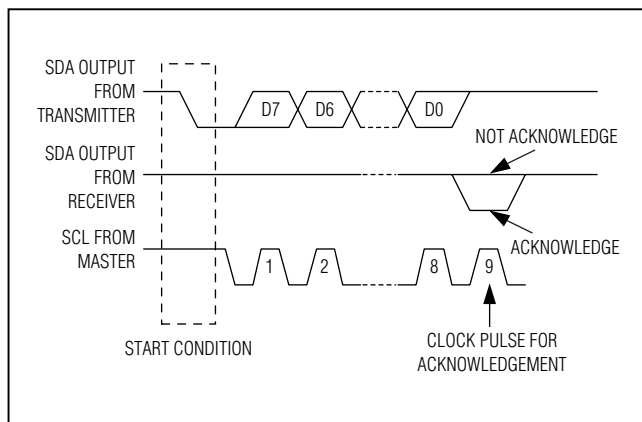 SDA OUTPUT
FROM
TRANSMITTER
D7
D6
D0
NOT ACKNOWLEDGE
SDA OUTPUT
FROM
RECEIVER
ACKNOWLEDGE
SCL FROM
MASTER
1
2
8
9
START CONDITION
CLOCK PULSE FOR
ACKNOWLEDGEMENT